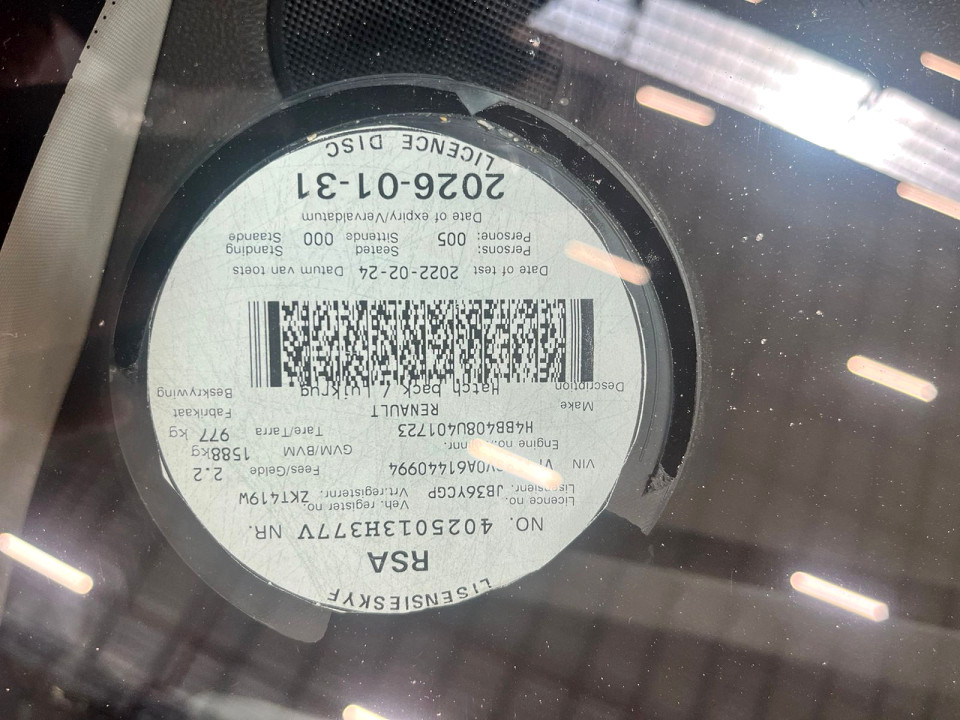 LISENSIESKYF
RSA
NO. 4025013H377V NR.
Licence no. Veh. register no.
Lisensienr. JB36YCGP Vrt.registernr. ZKT419W
VIN Fees/Gelde 2.2
Engine no. GVM/BVM 1588kg
H4BB408U401723 Tare/Tarra 977 kg
Make RENAULT Fabrikaat
Description Hatch back / Luikrug Beskrywing
Date of test 2022-02-24 Datum van toets
Persons: Seated Standing
Persone: 005 Sittende 000 Staande
Date of expiry/Vervaldatum
2026-01-31
LICENCE DISC